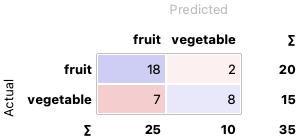 Predicted
fruit vegetable Σ
fruit 18 2 20
Actual
vegetable 7 8 15
Σ 25 10 35